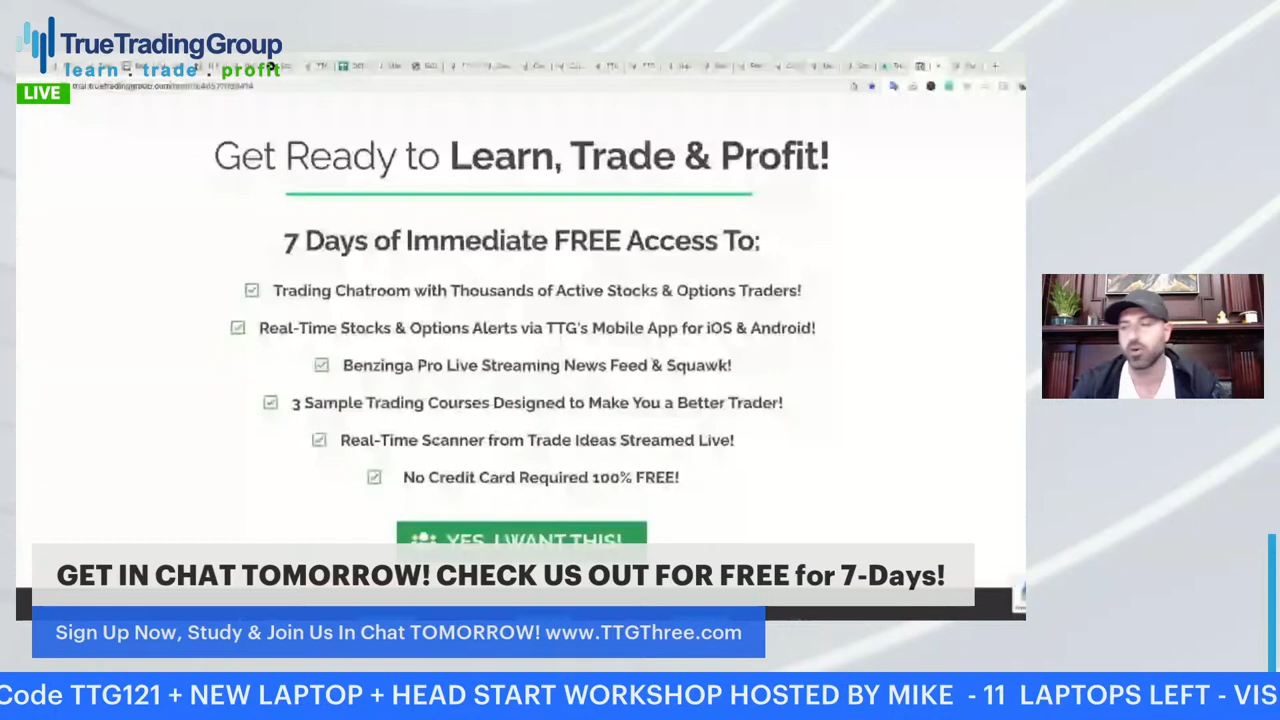 TrueTradingGroup
learn . trade . profit
LIVE
Get Ready to Learn, Trade & Profit!
7 Days of Immediate FREE Access To:
Trading Chatroom with Thousands of Active Stocks & Options Traders!
Real-Time Stocks & Options Alerts via TTG's Mobile App for iOS & Android!
Benzinga Pro Live Streaming News Feed & Squawk!
3 Sample Trading Courses Designed to Make You a Better Trader!
Real-Time Scanner from Trade Ideas Streamed Live!
No Credit Card Required 100% FREE!
YES, I WANT THIS!
GET IN CHAT TOMORROW! CHECK US OUT FOR FREE for 7-Days!
Sign Up Now, Study & Join Us In Chat TOMORROW! www.TTGThree.com
Code TTG121 + NEW LAPTOP + HEAD START WORKSHOP HOSTED BY MIKE - 11 LAPTOPS LEFT - VIS